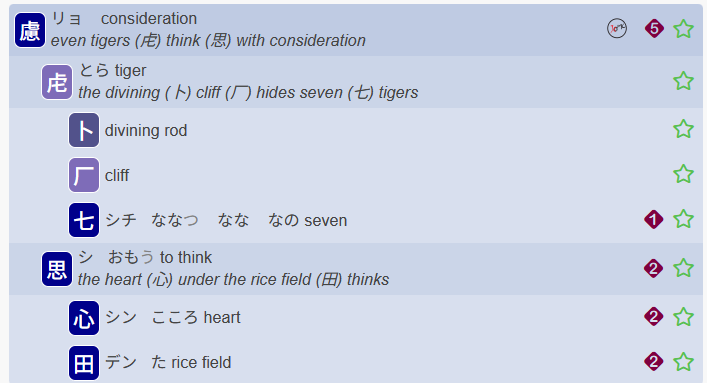 慮 リョ consideration 5
even tigers (虍) think (思) with consideration
虍 とら tiger
the divining (⺊) cliff (厂) hides seven (七) tigers
⺊ divining rod
厂 cliff
七 シチ ななつ なな なの seven 1
思 シ おもう to think 2
the heart (心) under the rice field (田) thinks
心 シン こころ heart 2
田 デン た rice field 2